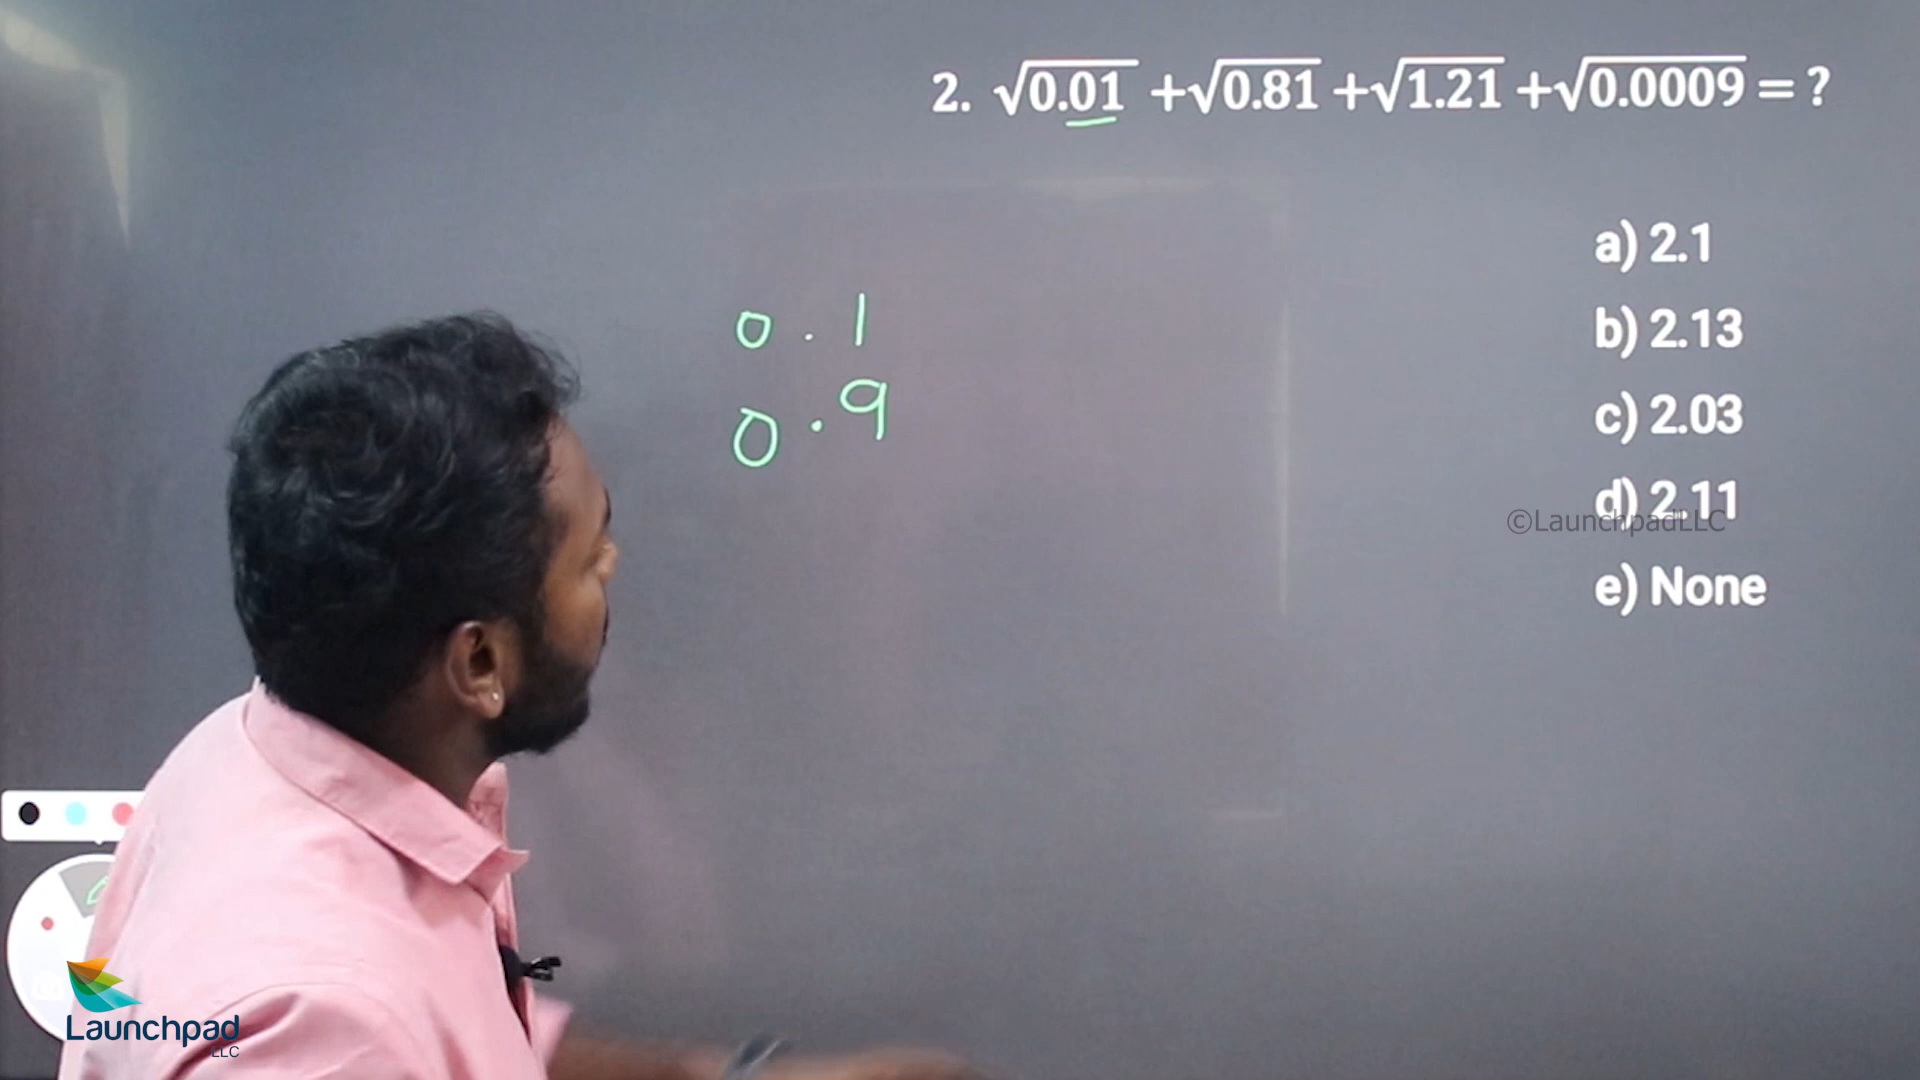 2. √0.01 +√0.81 +√1.21 +√0.0009 = ?
a) 2.1
b) 2.13
c) 2.03
d) 2.11
e) None
©LaunchpadLLC
0.1
0.9
Launchpad
LLC